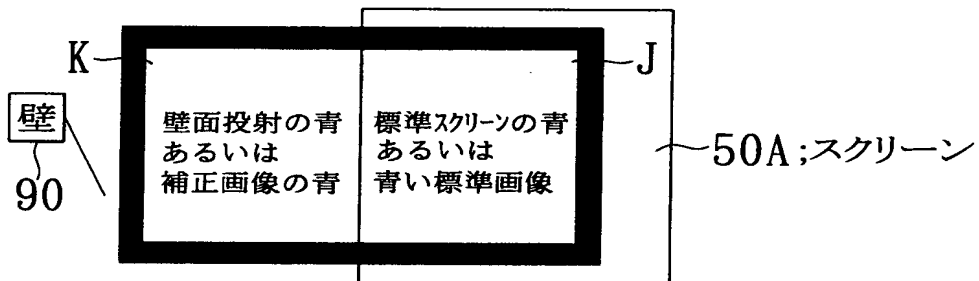 K
J
壁
90
壁面投射の青
あるいは
補正画像の青
標準スクリーンの青
あるいは
青い標準画像
50A;スクリーン